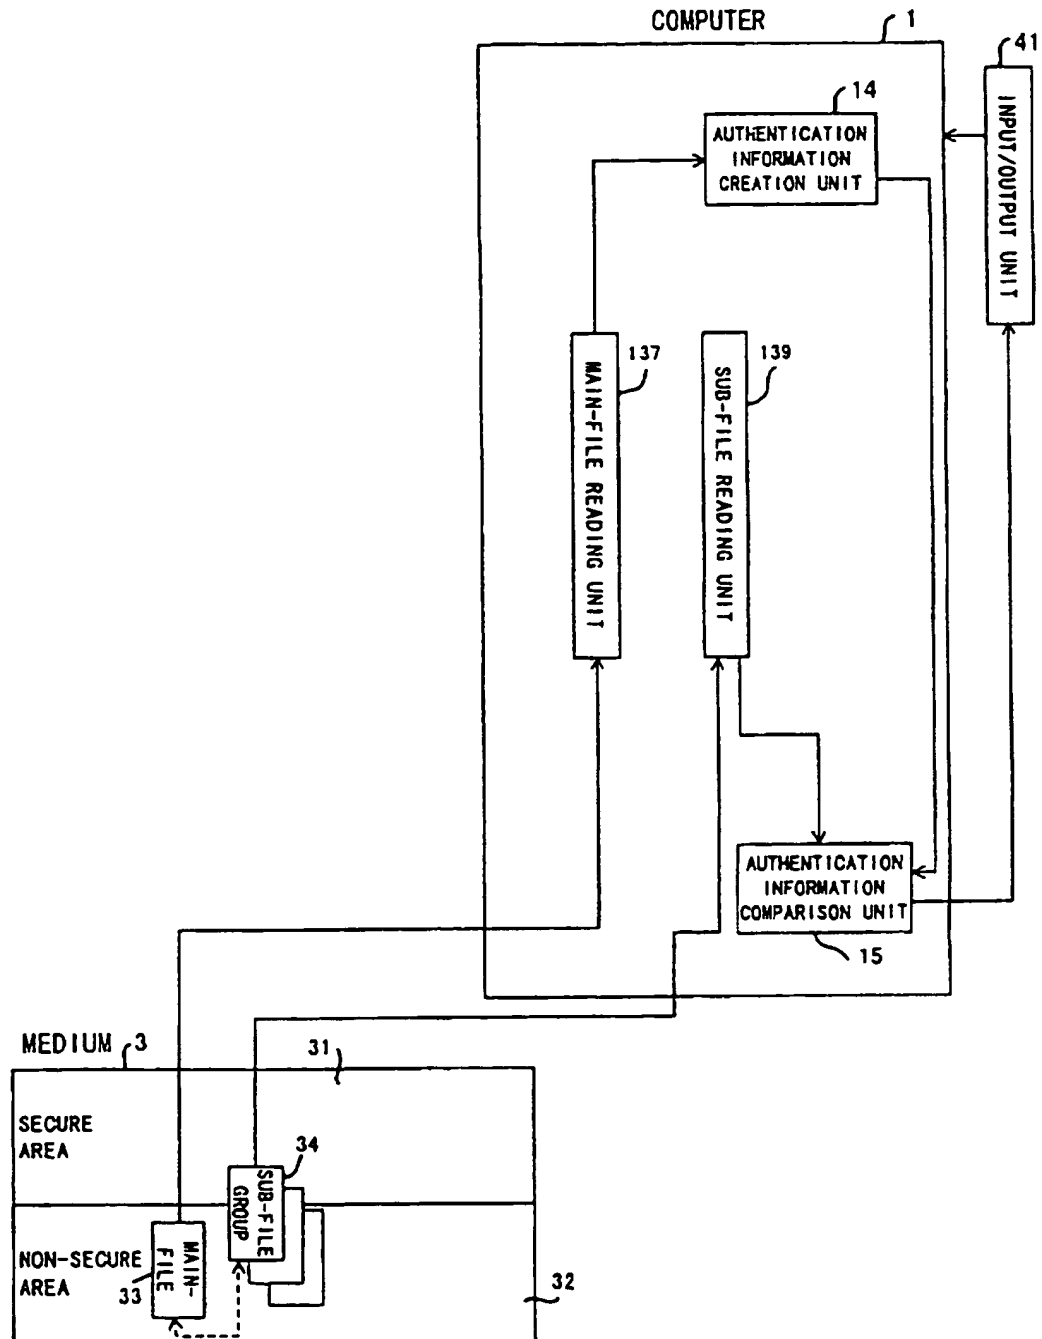 COMPUTER
1
41
14
AUTHENTICATION
INFORMATION
CREATION UNIT
INPUT/OUTPUT UNIT
137
MAIN-FILE READING UNIT
139
SUB-FILE READING UNIT
AUTHENTICATION
INFORMATION
COMPARISON UNIT
15
MEDIUM
3
31
SECURE
AREA
34
SUB-FILE
GROUP
NON-SECURE
AREA
MAIN-
FILE
33
32